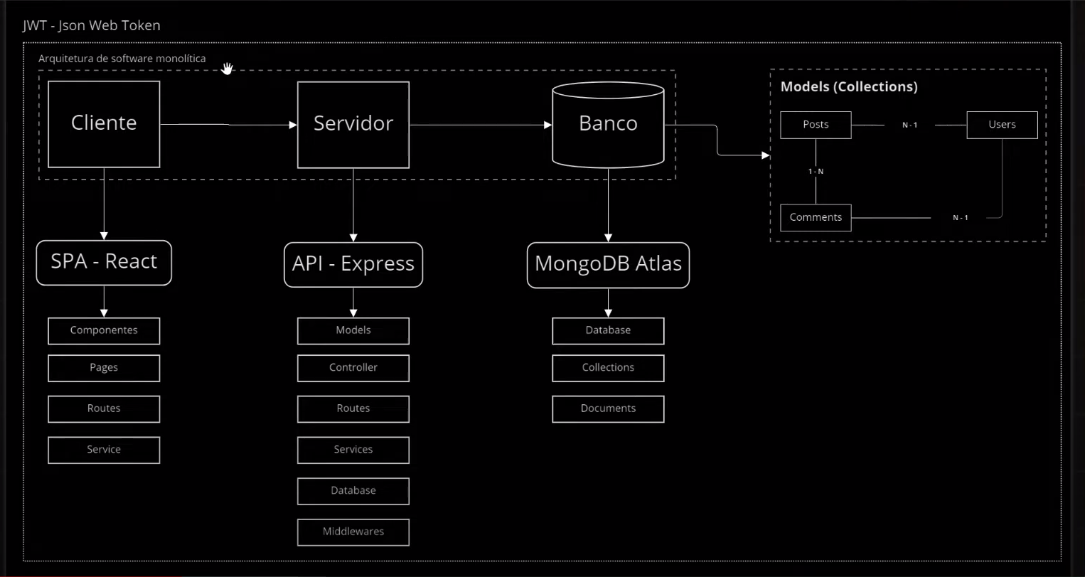 JWT - Json Web Token
Arquitetura de software monolítica
Cliente
Servidor
Banco
Models (Collections)
Posts
N - 1
Users
1 - N
Comments
N - 1
SPA - React
API - Express
MongoDB Atlas
Componentes
Models
Database
Pages
Controller
Collections
Routes
Routes
Documents
Service
Services
Database
Middlewares